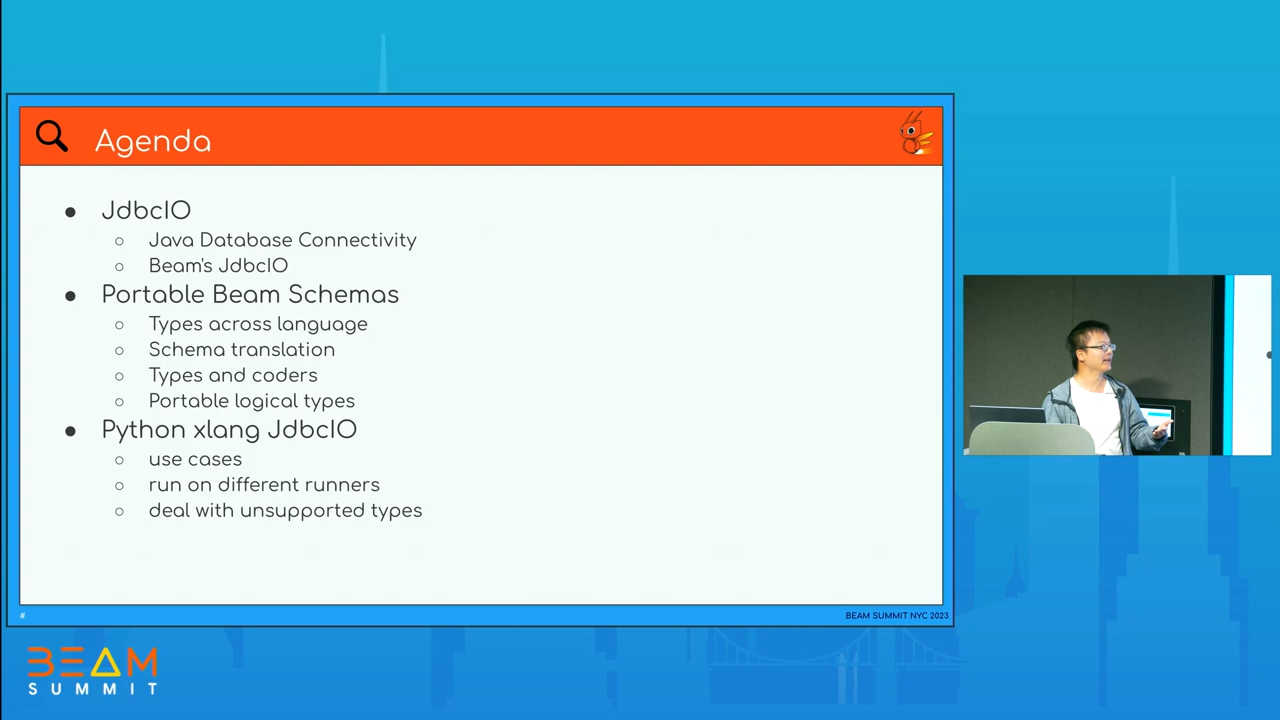 Agenda
● JdbcIO
○ Java Database Connectivity
○ Beam's JdbcIO
● Portable Beam Schemas
○ Types across language
○ Schema translation
○ Types and coders
○ Portable logical types
● Python xlang JdbcIO
○ use cases
○ run on different runners
○ deal with unsupported types
#
BEAM SUMMIT NYC 2023
BEAM
SUMMIT